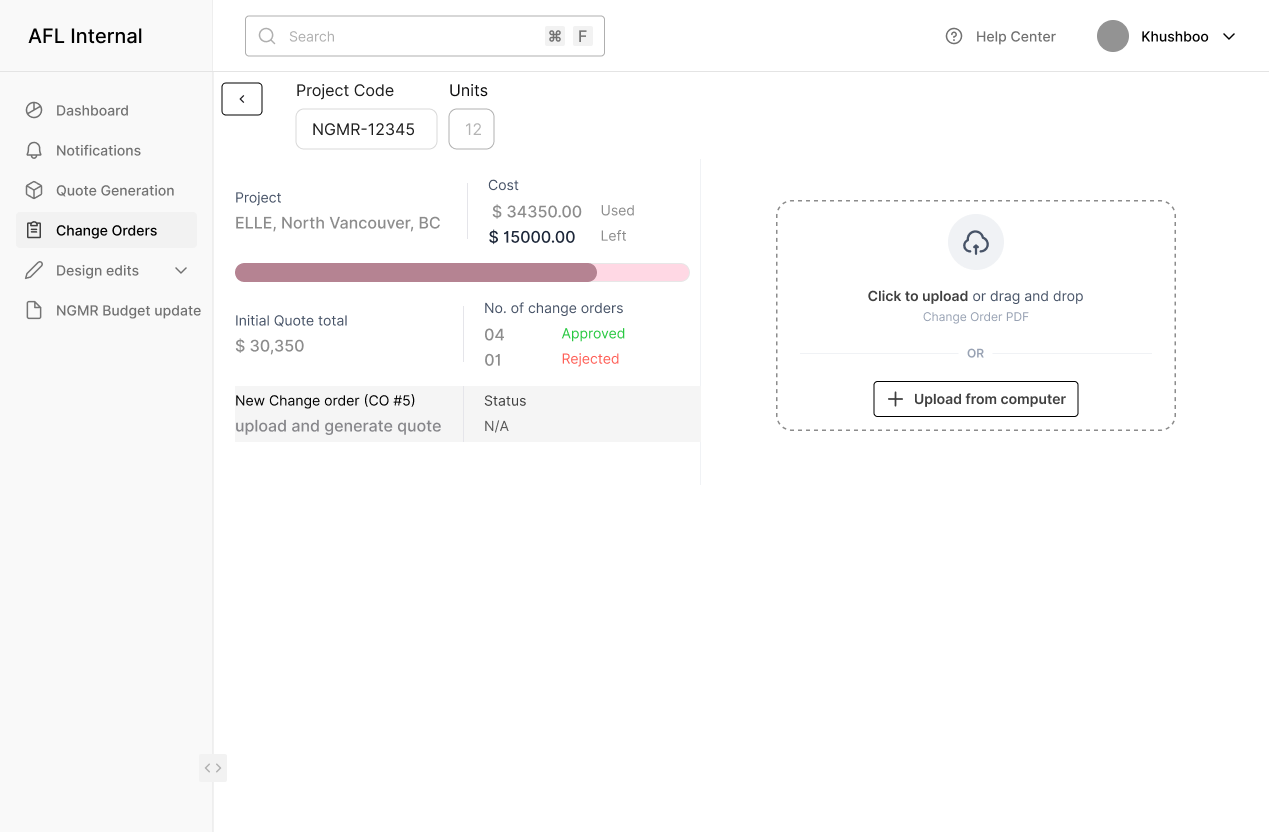 AFL Internal
Search
⌘ F
Help Center
Khushboo
Dashboard
Notifications
Quote Generation
Change Orders
Design edits
NGMR Budget update
Project Code
Units
NGMR-12345
12
Project
ELLE, North Vancouver, BC
Cost
$ 34350.00 Used
$ 15000.00 Left
Initial Quote total
$ 30,350
No. of change orders
04 Approved
01 Rejected
New Change order (CO #5)
upload and generate quote
Status
N/A
Click to upload or drag and drop
Change Order PDF
OR
Upload from computer